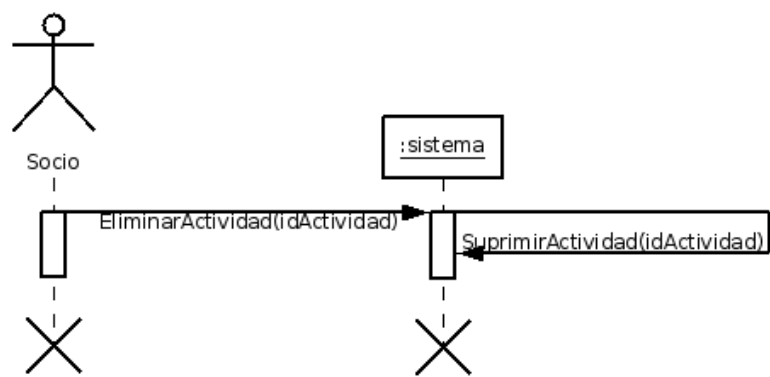 :sistema
Socio
EliminarActividad(idActividad)
SuprimirActividad(idActividad)